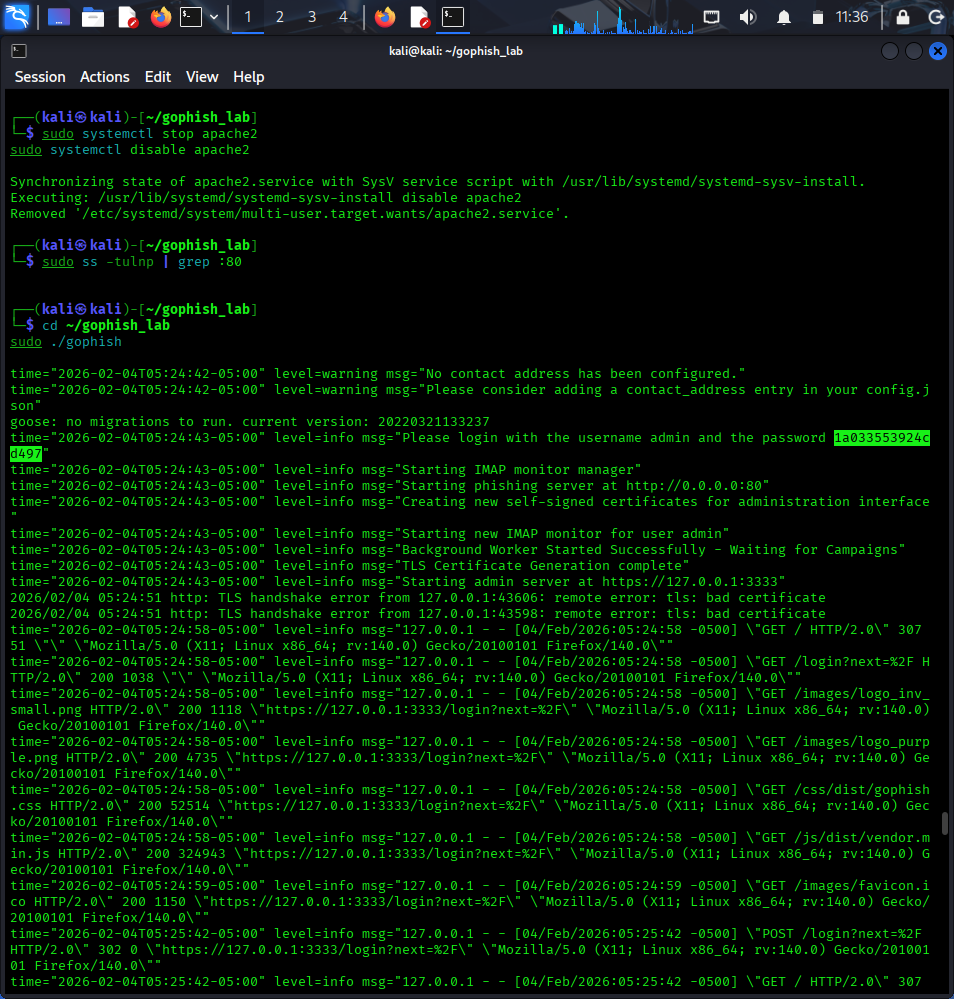 1 2 3 4 11:36
kali@kali: ~/gophish_lab
Session Actions Edit View Help
┌──(kali㉿kali)-[~/gophish_lab]
└─$ sudo systemctl stop apache2
sudo systemctl disable apache2
Synchronizing state of apache2.service with SysV service script with /usr/lib/systemd/systemd-sysv-install.
Executing: /usr/lib/systemd/systemd-sysv-install disable apache2
Removed '/etc/systemd/system/multi-user.target.wants/apache2.service'.
┌──(kali㉿kali)-[~/gophish_lab]
└─$ sudo ss -tulnp | grep :80
┌──(kali㉿kali)-[~/gophish_lab]
└─$ cd ~/gophish_lab
sudo ./gophish
time="2026-02-04T05:24:42-05:00" level=warning msg="No contact address has been configured."
time="2026-02-04T05:24:42-05:00" level=warning msg="Please consider adding a contact_address entry in your config.j
son"
goose: no migrations to run. current version: 20220321133237
time="2026-02-04T05:24:43-05:00" level=info msg="Please login with the username admin and the password 1a033553924c
d497"
time="2026-02-04T05:24:43-05:00" level=info msg="Starting IMAP monitor manager"
time="2026-02-04T05:24:43-05:00" level=info msg="Starting phishing server at http://0.0.0.0:80"
time="2026-02-04T05:24:43-05:00" level=info msg="Creating new self-signed certificates for administration interface
"
time="2026-02-04T05:24:43-05:00" level=info msg="Starting new IMAP monitor for user admin"
time="2026-02-04T05:24:43-05:00" level=info msg="Background Worker Started Successfully - Waiting for Campaigns"
time="2026-02-04T05:24:43-05:00" level=info msg="TLS Certificate Generation complete"
time="2026-02-04T05:24:43-05:00" level=info msg="Starting admin server at https://127.0.0.1:3333"
2026/02/04 05:24:51 http: TLS handshake error from 127.0.0.1:43606: remote error: tls: bad certificate
2026/02/04 05:24:51 http: TLS handshake error from 127.0.0.1:43598: remote error: tls: bad certificate
time="2026-02-04T05:24:58-05:00" level=info msg="127.0.0.1 - - [04/Feb/2026:05:24:58 -0500] \"GET / HTTP/2.0\" 307
51 \"\" \"Mozilla/5.0 (X11; Linux x86_64; rv:140.0) Gecko/20100101 Firefox/140.0\""
time="2026-02-04T05:24:58-05:00" level=info msg="127.0.0.1 - - [04/Feb/2026:05:24:58 -0500] \"GET /login?next=%2F H
TTP/2.0\" 200 1038 \"\" \"Mozilla/5.0 (X11; Linux x86_64; rv:140.0) Gecko/20100101 Firefox/140.0\""
time="2026-02-04T05:24:58-05:00" level=info msg="127.0.0.1 - - [04/Feb/2026:05:24:58 -0500] \"GET /images/logo_inv_
small.png HTTP/2.0\" 200 1118 \"https://127.0.0.1:3333/login?next=%2F\" \"Mozilla/5.0 (X11; Linux x86_64; rv:140.0)
 Gecko/20100101 Firefox/140.0\""
time="2026-02-04T05:24:58-05:00" level=info msg="127.0.0.1 - - [04/Feb/2026:05:24:58 -0500] \"GET /images/logo_purp
le.png HTTP/2.0\" 200 4735 \"https://127.0.0.1:3333/login?next=%2F\" \"Mozilla/5.0 (X11; Linux x86_64; rv:140.0) Ge
cko/20100101 Firefox/140.0\""
time="2026-02-04T05:24:58-05:00" level=info msg="127.0.0.1 - - [04/Feb/2026:05:24:58 -0500] \"GET /css/dist/gophish
.css HTTP/2.0\" 200 52514 \"https://127.0.0.1:3333/login?next=%2F\" \"Mozilla/5.0 (X11; Linux x86_64; rv:140.0) Gec
ko/20100101 Firefox/140.0\""
time="2026-02-04T05:24:58-05:00" level=info msg="127.0.0.1 - - [04/Feb/2026:05:24:58 -0500] \"GET /js/dist/vendor.m
in.js HTTP/2.0\" 200 324943 \"https://127.0.0.1:3333/login?next=%2F\" \"Mozilla/5.0 (X11; Linux x86_64; rv:140.0) G
ecko/20100101 Firefox/140.0\""
time="2026-02-04T05:24:59-05:00" level=info msg="127.0.0.1 - - [04/Feb/2026:05:24:59 -0500] \"GET /images/favicon.i
co HTTP/2.0\" 200 1150 \"https://127.0.0.1:3333/login?next=%2F\" \"Mozilla/5.0 (X11; Linux x86_64; rv:140.0) Gecko/
20100101 Firefox/140.0\""
time="2026-02-04T05:25:42-05:00" level=info msg="127.0.0.1 - - [04/Feb/2026:05:25:42 -0500] \"POST /login?next=%2F
HTTP/2.0\" 302 0 \"https://127.0.0.1:3333/login?next=%2F\" \"Mozilla/5.0 (X11; Linux x86_64; rv:140.0) Gecko/201001
01 Firefox/140.0\""
time="2026-02-04T05:25:42-05:00" level=info msg="127.0.0.1 - - [04/Feb/2026:05:25:42 -0500] \"GET / HTTP/2.0\" 307